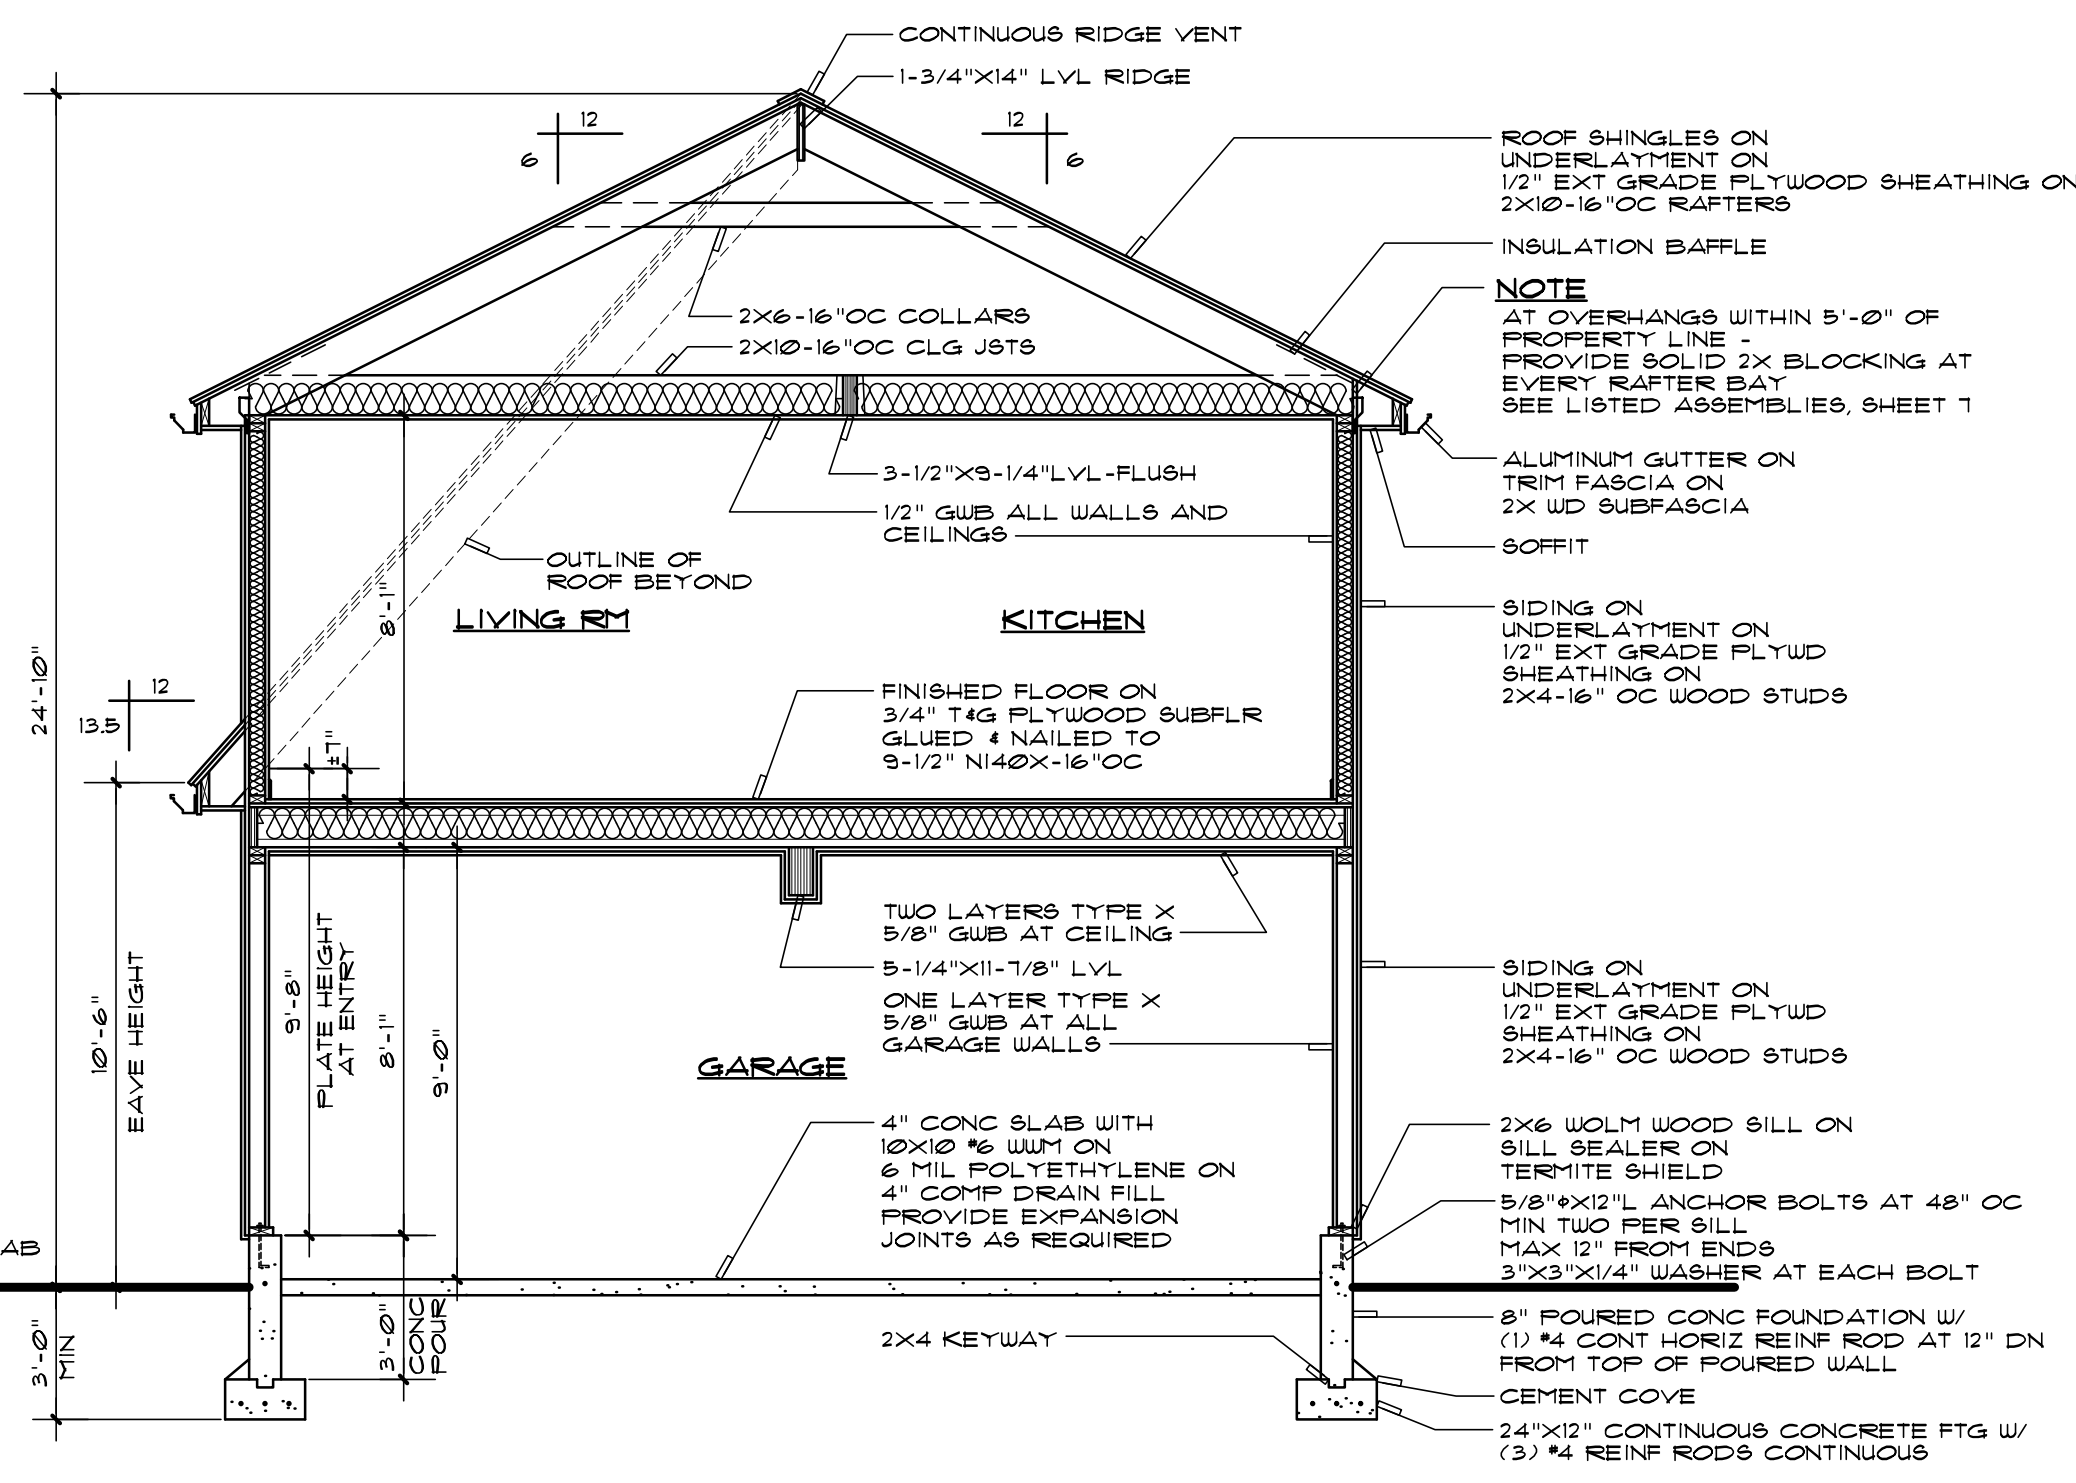 CONTINUOUS RIDGE VENT
1-3/4"X14" LVL RIDGE
12
6
12
6
ROOF SHINGLES ON
UNDERLAYMENT ON
1/2" EXT GRADE PLYWOOD SHEATHING ON
2X10-16"OC RAFTERS
INSULATION BAFFLE
NOTE
AT OVERHANGS WITHIN 5'-0" OF
PROPERTY LINE -
PROVIDE SOLID 2X BLOCKING AT
EVERY RAFTER BAY
SEE LISTED ASSEMBLIES, SHEET 7
2X6-16"OC COLLARS
2X10-16"OC CLG JSTS
3-1/2"X9-1/4"LVL-FLUSH
1/2" GWB ALL WALLS AND
CEILINGS
ALUMINUM GUTTER ON
TRIM FASCIA ON
2X WD SUBFASCIA
SOFFIT
OUTLINE OF
ROOF BEYOND
8'-1"
LIVING RM
KITCHEN
SIDING ON
UNDERLAYMENT ON
1/2" EXT GRADE PLYWD
SHEATHING ON
2X4-16" OC WOOD STUDS
24'-10"
12
13.5
±7"
FINISHED FLOOR ON
3/4" T&G PLYWOOD SUBFLR
GLUED & NAILED TO
9-1/2" NI40X-16"OC
TWO LAYERS TYPE X
5/8" GWB AT CEILING
5-1/4"X11-7/8" LVL
ONE LAYER TYPE X
5/8" GWB AT ALL
GARAGE WALLS
SIDING ON
UNDERLAYMENT ON
1/2" EXT GRADE PLYWD
SHEATHING ON
2X4-16" OC WOOD STUDS
10'-6"
EAVE HEIGHT
9'-8"
PLATE HEIGHT
AT ENTRY
8'-1"
9'-0"
GARAGE
4" CONC SLAB WITH
10X10 #6 WWM ON
6 MIL POLYETHYLENE ON
4" COMP DRAIN FILL
PROVIDE EXPANSION
JOINTS AS REQUIRED
2X6 WOLM WOOD SILL ON
SILL SEALER ON
TERMITE SHIELD
5/8"ΦX12"L ANCHOR BOLTS AT 48" OC
MIN TWO PER SILL
MAX 12" FROM ENDS
3"X3"X1/4" WASHER AT EACH BOLT
AB
3'-0"
MIN
3'-0"
CONC
POUR
2X4 KEYWAY
8" POURED CONC FOUNDATION W/
(1) #4 CONT HORIZ REINF ROD AT 12" DN
FROM TOP OF POURED WALL
CEMENT COVE
24"X12" CONTINUOUS CONCRETE FTG W/
(3) #4 REINF RODS CONTINUOUS